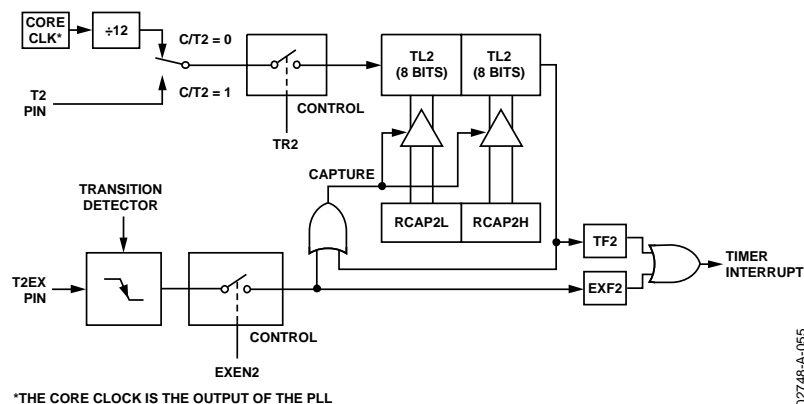 CORE
CLK*
÷12
C/T2 = 0
C/T2 = 1
T2
PIN
CONTROL
TR2
TL2
(8 BITS)
TL2
(8 BITS)
CAPTURE
RCAP2L
RCAP2H
TRANSITION
DETECTOR
T2EX
PIN
CONTROL
EXEN2
TF2
EXF2
TIMER
INTERRUPT
*THE CORE CLOCK IS THE OUTPUT OF THE PLL
02748-A-055